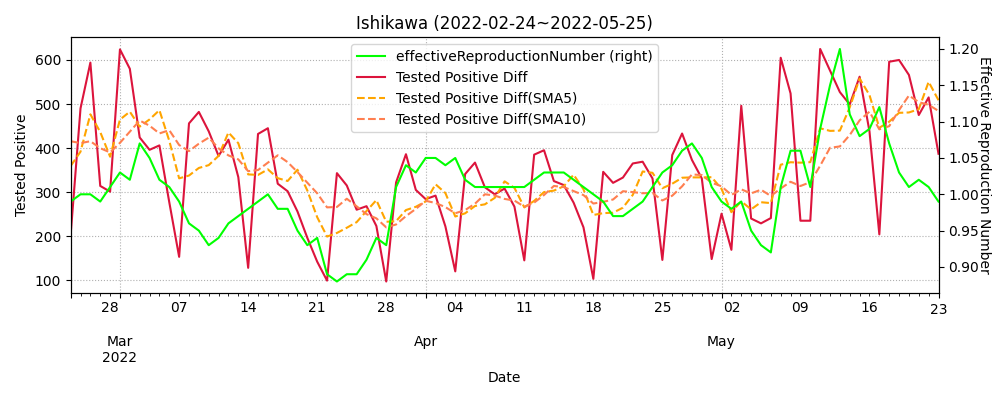 Ishikawa (2022-02-24~2022-05-25)
effectiveReproductionNumber (right)
Tested Positive Diff
Tested Positive Diff(SMA5)
Tested Positive Diff(SMA10)
Tested Positive
600
500
400
300
200
100
1.20
1.15
1.10
1.05
1.00
0.95
0.90
Effective Reproduction Number
28 07 14 21 28 04 11 18 25 02 09 16 23
Mar Apr May
2022
Date